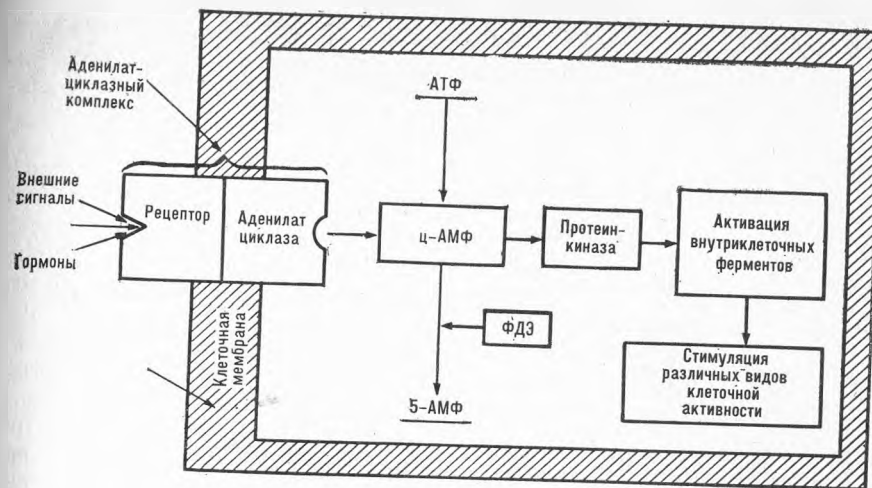 Аденилат-
циклазный
комплекс
АТФ
Внешние
сигналы
Гормоны
Рецептор
Аденилат
циклаза
ц-АМФ
Протеин-
киназа
Активация
внутриклеточных
ферментов
Клеточная
мембрана
ФДЭ
5-АМФ
Стимуляция
различных видов
клеточной
активности